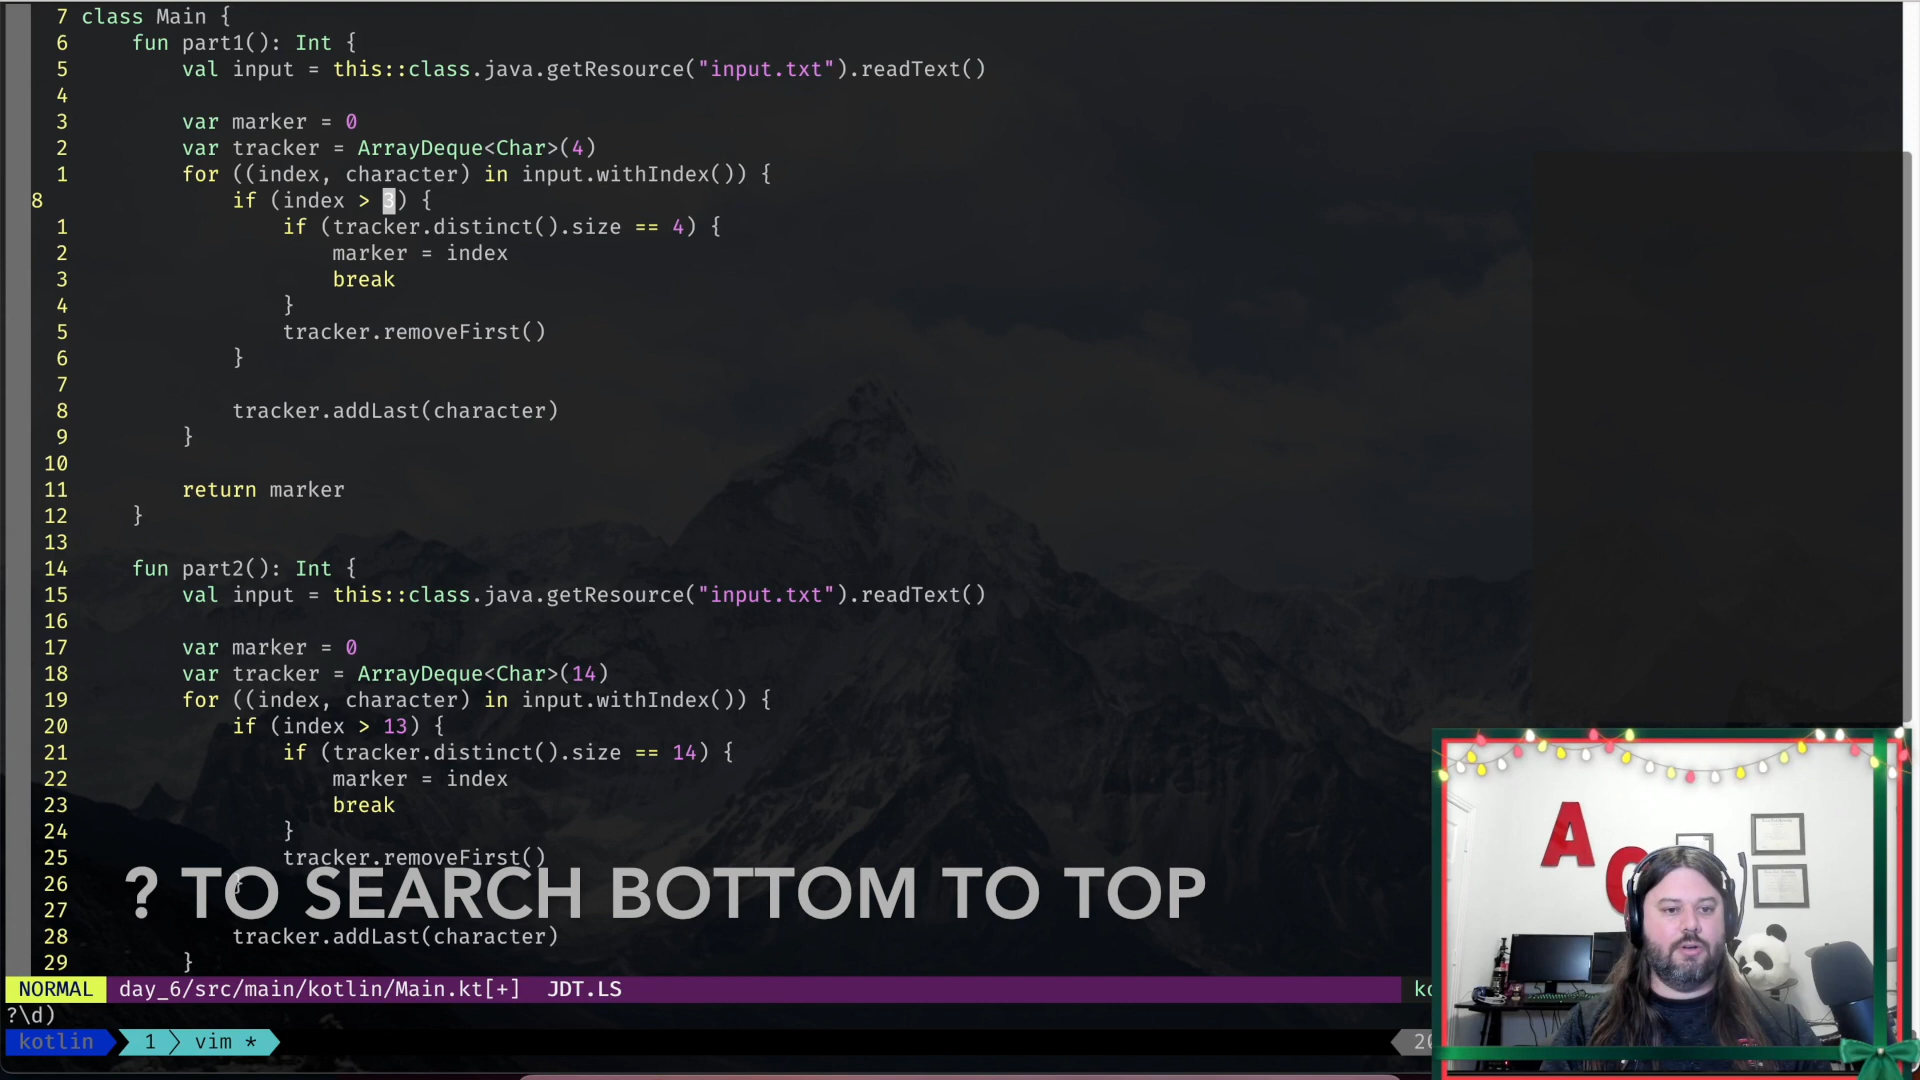 7 class Main {
6 fun part1(): Int {
5 val input = this::class.java.getResource("input.txt").readText()
4
3 var marker = 0
2 var tracker = ArrayDeque<Char>(4)
1 for ((index, character) in input.withIndex()) {
8 if (index > 3) {
1 if (tracker.distinct().size == 4) {
2 marker = index
3 break
4 }
5 tracker.removeFirst()
6 }
7
8 tracker.addLast(character)
9 }
10
11 return marker
12 }
13
14 fun part2(): Int {
15 val input = this::class.java.getResource("input.txt").readText()
16
17 var marker = 0
18 var tracker = ArrayDeque<Char>(14)
19 for ((index, character) in input.withIndex()) {
20 if (index > 13) {
21 if (tracker.distinct().size == 14) {
22 marker = index
23 break
24 }
25 tracker.removeFirst()
26 }
? TO SEARCH BOTTOM TO TOP
27
28 tracker.addLast(character)
29 }
NORMAL day_6/src/main/kotlin/Main.kt[+] JDT.LS
?\d)
kotlin 1 vim *
A